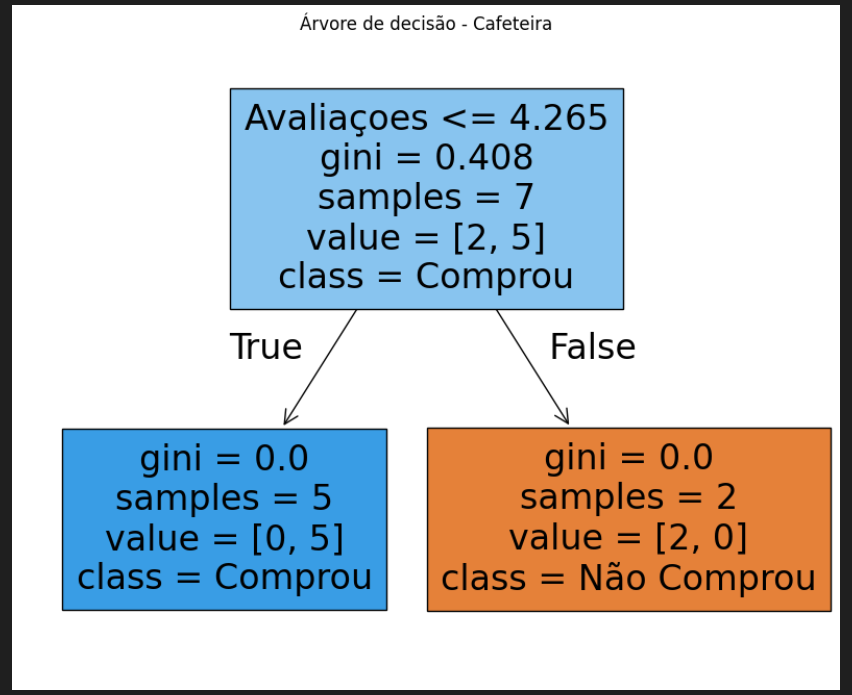 Árvore de decisão - Cafeteira
Avaliaçoes <= 4.265
gini = 0.408
samples = 7
value = [2, 5]
class = Comprou
True
False
gini = 0.0
samples = 5
value = [0, 5]
class = Comprou
gini = 0.0
samples = 2
value = [2, 0]
class = Não Comprou